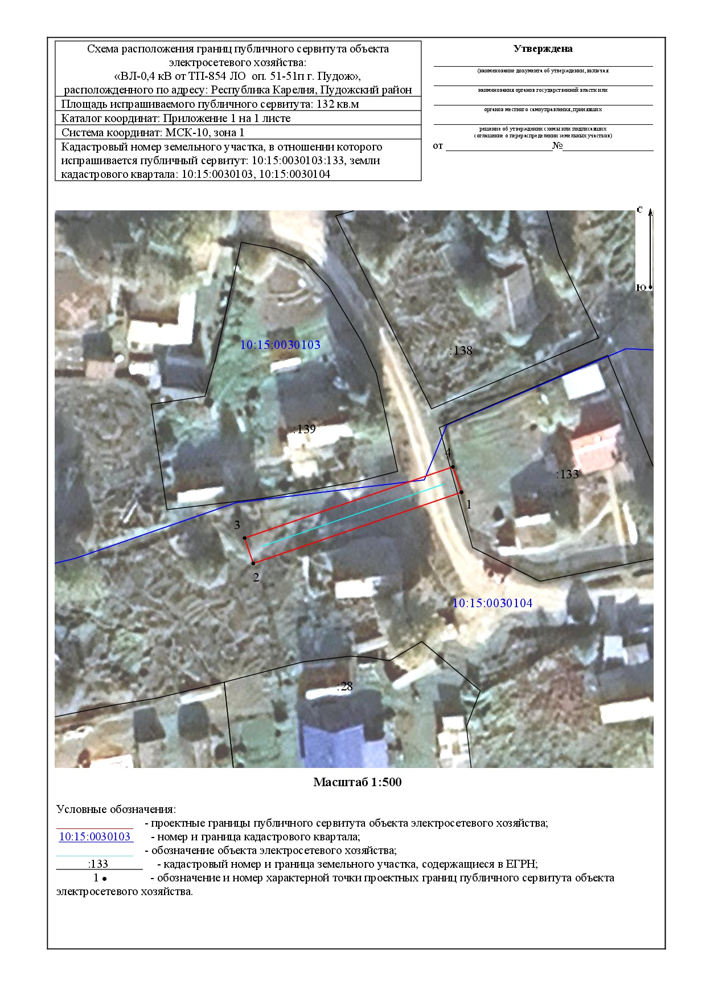 Схема расположения границ публичного сервитута объекта
электросетевого хозяйства:
«ВЛ-0,4 кВ от ТП-854 ЛО оп. 51-51п г. Пудож»,
расположенного по адресу: Республика Карелия, Пудожский район
Площадь испрашиваемого публичного сервитута: 132 кв.м
Каталог координат: Приложение 1 на 1 листе
Система координат: МСК-10, зона 1
Кадастровый номер земельного участка, в отношении которого
испрашивается публичный сервитут: 10:15:0030103:133, земли
кадастрового квартала: 10:15:0030103, 10:15:0030104
Утверждена
(наименование документа об утверждении, включая
наименования органов государственной власти или
органов местного самоуправления, принявших
решение об утверждении схемы или подписавших
соглашение о перераспределении земельных участков)
от №
С
Ю
10:15:0030103
:138
:139
4
:133
1
3
2
10:15:0030104
:28
Масштаб 1:500
Условные обозначения:
- проектные границы публичного сервитута объекта электросетевого хозяйства;
10:15:0030103 - номер и граница кадастрового квартала;
- обозначение объекта электросетевого хозяйства;
:133 - кадастровый номер и граница земельного участка, содержащиеся в ЕГРН;
1 ● - обозначение и номер характерной точки проектных границ публичного сервитута объекта
электросетевого хозяйства.